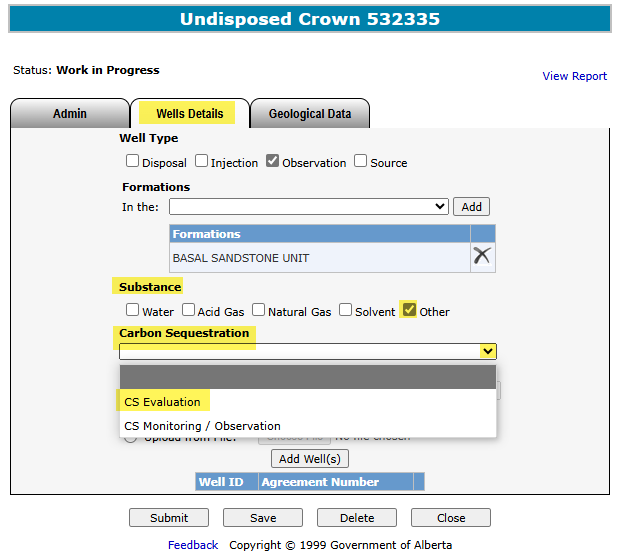 Undisposed Crown 532335
Status: Work in Progress
View Report
Admin Wells Details Geological Data
Well Type
Disposal Injection Observation Source
Formations
In the: Add
Formations
BASAL SANDSTONE UNIT
Substance
Water Acid Gas Natural Gas Solvent Other
Carbon Sequestration
CS Evaluation
CS Monitoring / Observation
Upload from File: Choose File No file chosen
Add Well(s)
Well ID Agreement Number
Submit Save Delete Close
Feedback Copyright © 1999 Government of Alberta